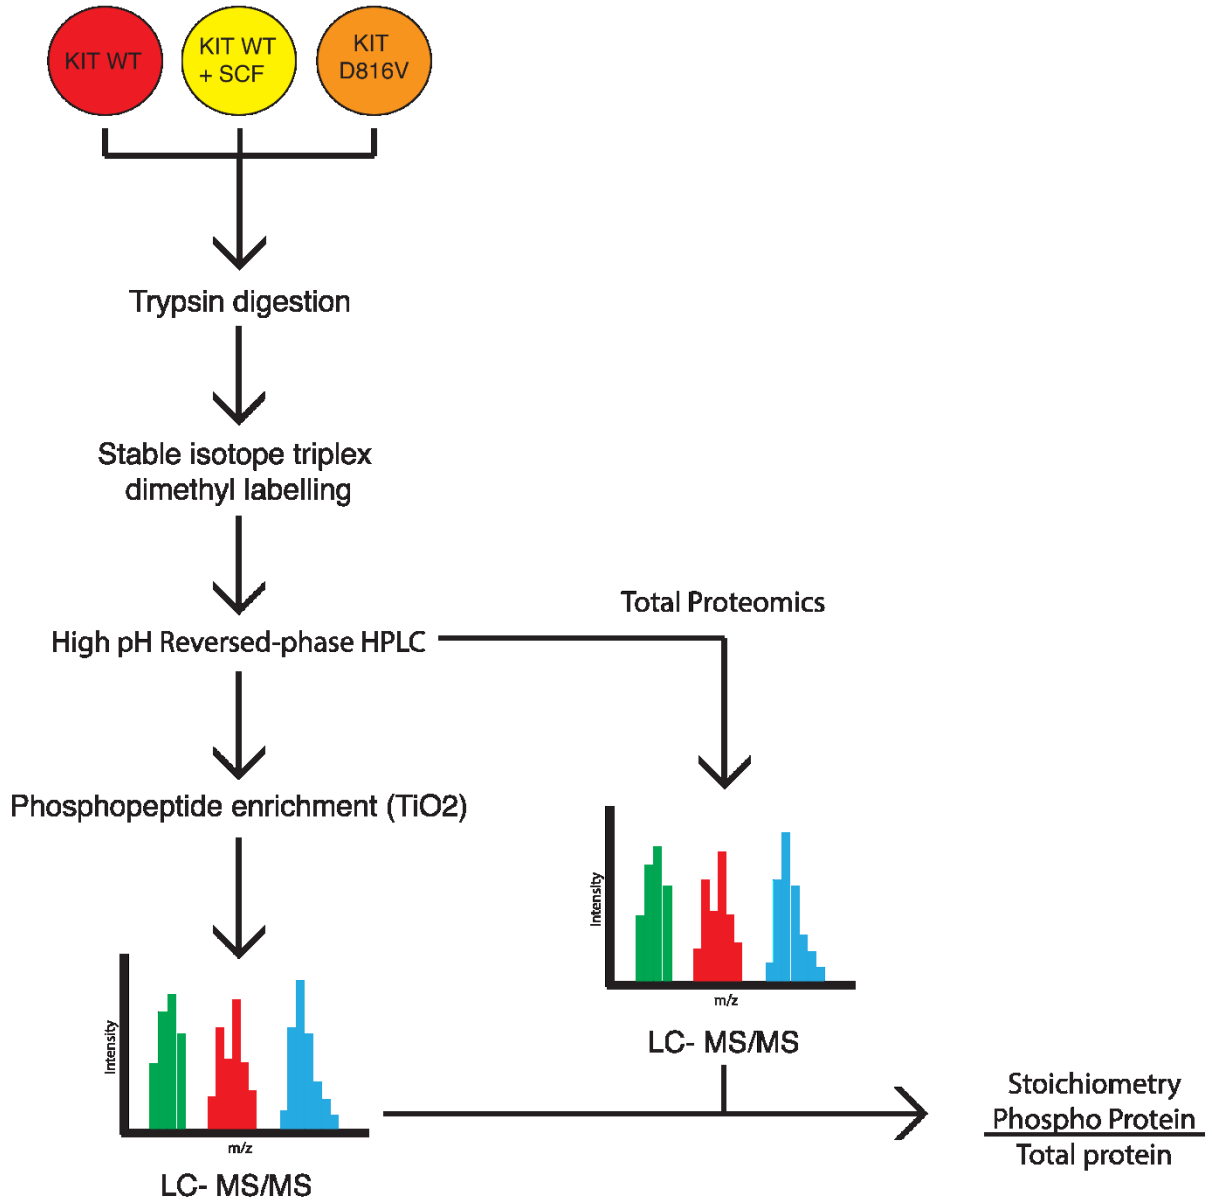 KIT WT
KIT WT
+ SCF
KIT
D816V
Trypsin digestion
Stable isotope triplex
dimethyl labelling
Total Proteomics
High pH Reversed-phase HPLC
Phosphopeptide enrichment (TiO2)
Intensity
m/z
LC- MS/MS
Intensity
m/z
LC- MS/MS
Stoichiometry
Phospho Protein
Total protein